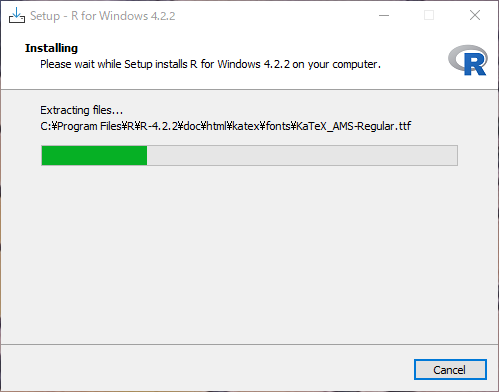 Setup - R for Windows 4.2.2
Installing
Please wait while Setup installs R for Windows 4.2.2 on your computer.
R
Extracting files...
C:¥Program Files¥R¥R-4.2.2¥doc¥html¥katex¥fonts¥KaTeX_AMS-Regular.ttf
Cancel